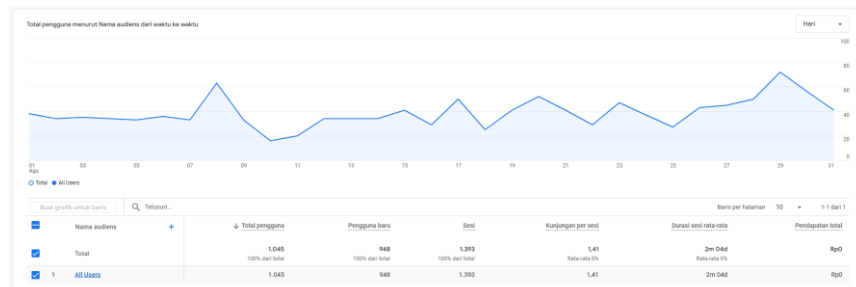 Total pengguna menurut Nama audiens dari waktu ke waktu
Hari
100
80
60
40
20
0
01 Agu 03 05 07 09 11 13 15 17 19 21 23 25 27 29 31
Total All Users
Buat grafik untuk baris Telusuri... Baris per halaman 10 1-1 dari 1
Nama audiens + ↓ Total pengguna Pengguna baru Sesi Kunjungan per sesi Durasi sesi rata-rata Pendapatan total
Total 1.045 948 1.393 1,41 2m 04d Rp0
100% dari total 100% dari total 100% dari total Rata-rata 0% Rata-rata 0%
1 All Users 1.045 948 1.393 1,41 2m 04d Rp0